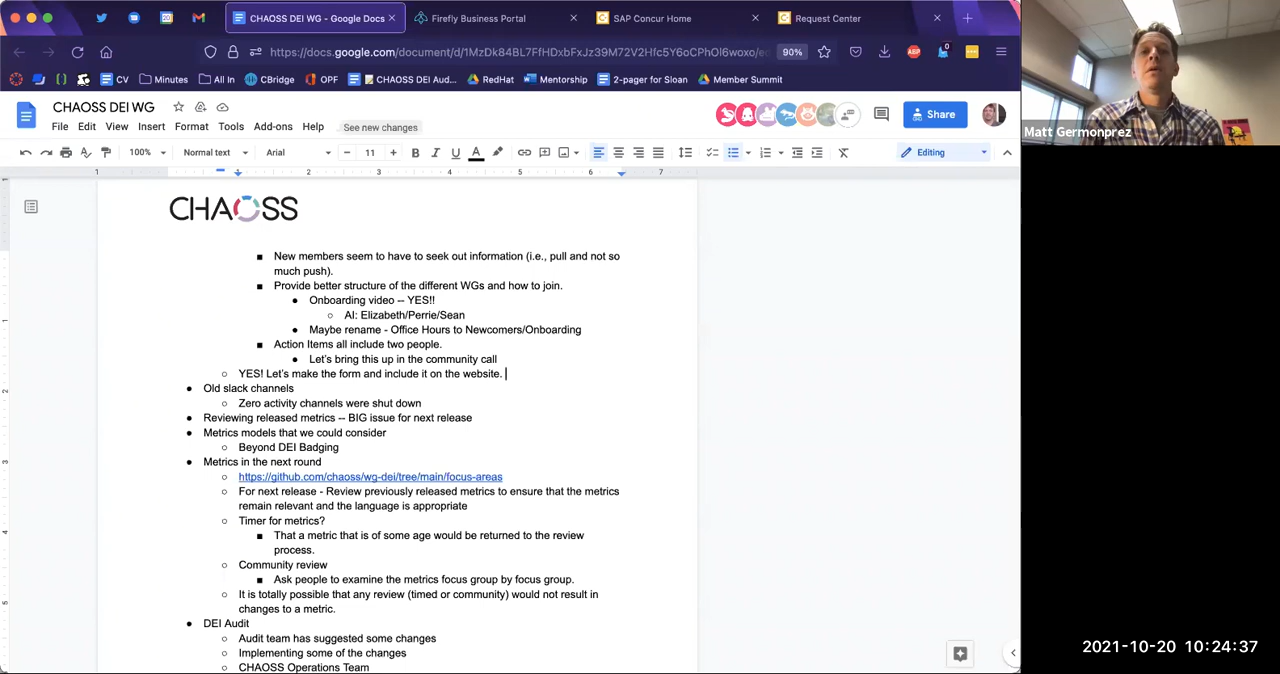 CHAOSS DEI WG - Google Docs
Firefly Business Portal
SAP Concur Home
Request Center
https://docs.google.com/document/d/1MzDk84BL7FfHDxbFxJz39M72V2Hfc5Y6oCPhOl6woxo/e
90%
CV
Minutes
All In
CBridge
OPF
CHAOSS DEI Aud...
RedHat
Mentorship
2-pager for Sloan
Member Summit
CHAOSS DEI WG
File Edit View Insert Format Tools Add-ons Help
See new changes
Share
100%
Normal text
Arial
11
Editing
1 1 2 3 4 5 6 7
CHAOSS
New members seem to have to seek out information (i.e., pull and not so
much push).
Provide better structure of the different WGs and how to join.
Onboarding video -- YES!!
AI: Elizabeth/Perrie/Sean
Maybe rename - Office Hours to Newcomers/Onboarding
Action Items all include two people.
Let's bring this up in the community call
YES! Let's make the form and include it on the website.
Old slack channels
Zero activity channels were shut down
Reviewing released metrics -- BIG issue for next release
Metrics models that we could consider
Beyond DEI Badging
Metrics in the next round
https://github.com/chaoss/wg-dei/tree/main/focus-areas
For next release - Review previously released metrics to ensure that the metrics
remain relevant and the language is appropriate
Timer for metrics?
That a metric that is of some age would be returned to the review
process.
Community review
Ask people to examine the metrics focus group by focus group.
It is totally possible that any review (timed or community) would not result in
changes to a metric.
DEI Audit
Audit team has suggested some changes
Implementing some of the changes
CHAOSS Operations Team
Matt Germonprez
2021-10-20 10:24:37